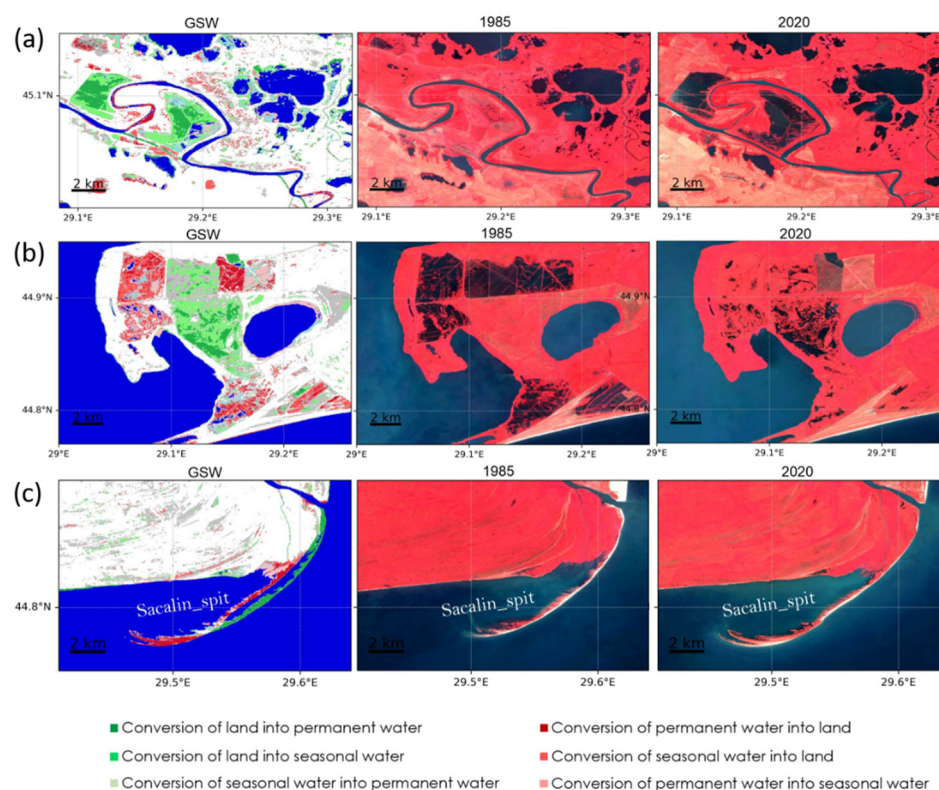 GSW 1985 2020
(a)
45.1°N
2 km 2 km 2 km
29.1°E 29.2°E 29.3°E 29.1°E 29.2°E 29.3°E 29.1°E 29.2°E 29.3°E
GSW 1985 2020
(b)
44.9°N 44.9°N
44.8°N 44.8°N
2 km 2 km 2 km
29°E 29.1°E 29.2°E 29°E 29.1°E 29.2°E 29.1°E 29.2°E
GSW 1985 2020
(c)
44.8°N Sacalin_spit Sacalin_spit Sacalin_spit
2 km 2 km 2 km
29.5°E 29.6°E 29.5°E 29.6°E 29.5°E 29.6°E
Conversion of land into permanent water
Conversion of land into seasonal water
Conversion of seasonal water into permanent water
Conversion of permanent water into land
Conversion of seasonal water into land
Conversion of permanent water into seasonal water